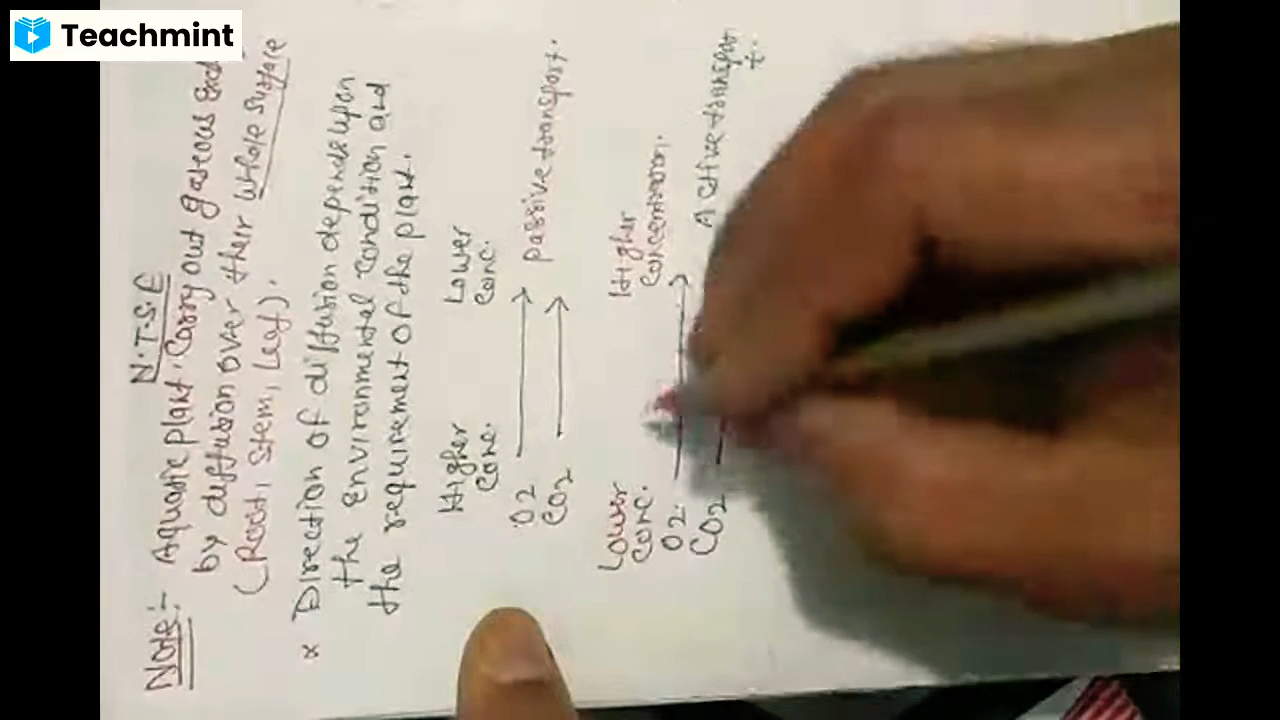 Teachmint
N.T.S.E
Note:- Aquatic plant. Carry out gaseous
by diffusion over their whole surface
(Root, Stem, Leaf).
× Direction of diffusion depends upon
the environmental condition and
the requirement of the plant.
Higher Lower
Conc. Conc.
O2 → Passive transport.
CO2 →
Lower Higher
Conc. Concentration.
O2 →
CO2 Active transpor
t.